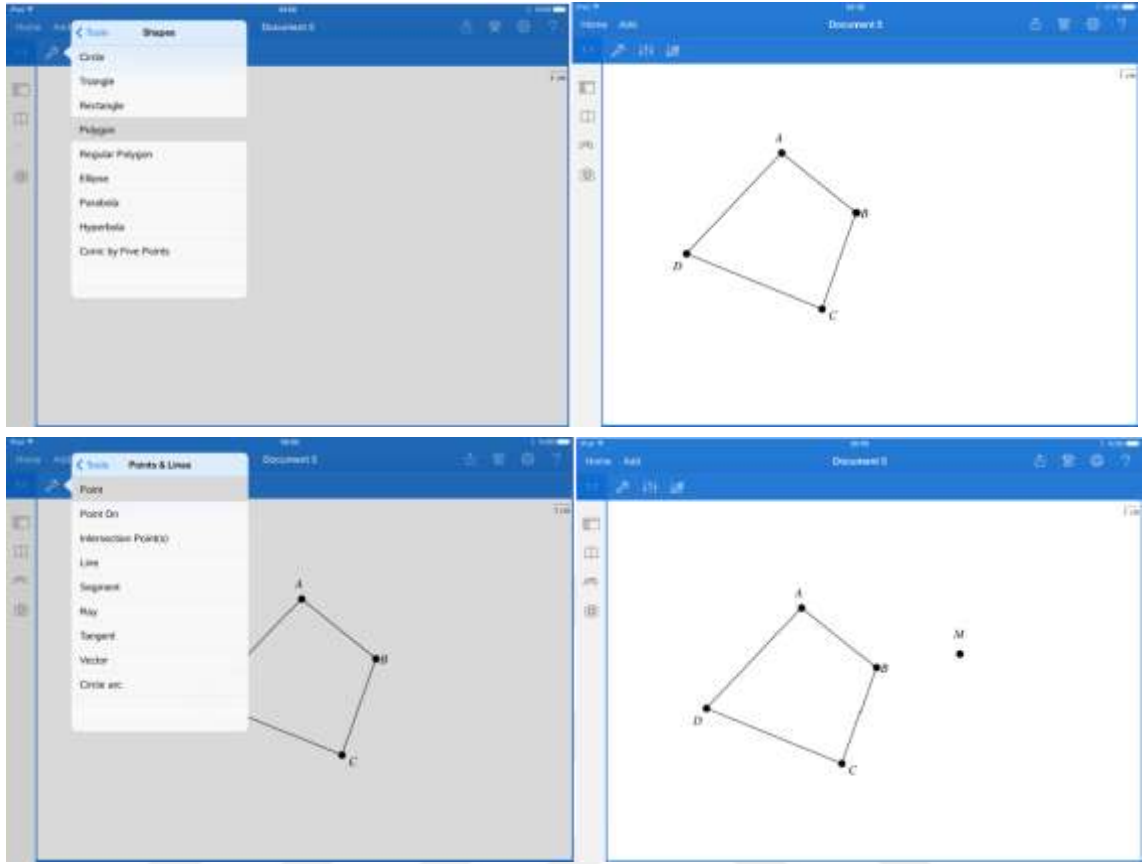 Tools Shapes
Circle
Triangle
Rectangle
Polygon
Regular Polygon
Ellipse
Parabola
Hyperbola
Conic by Five Points
Document 5
Home Add Document 5
A
B
C
D
Tools Points & Lines
Point
Point On
Intersection Point(s)
Line
Segment
Ray
Tangent
Vector
Circle arc
Document 5
A
B
C
Home Add Document 5
A
B
C
D
M